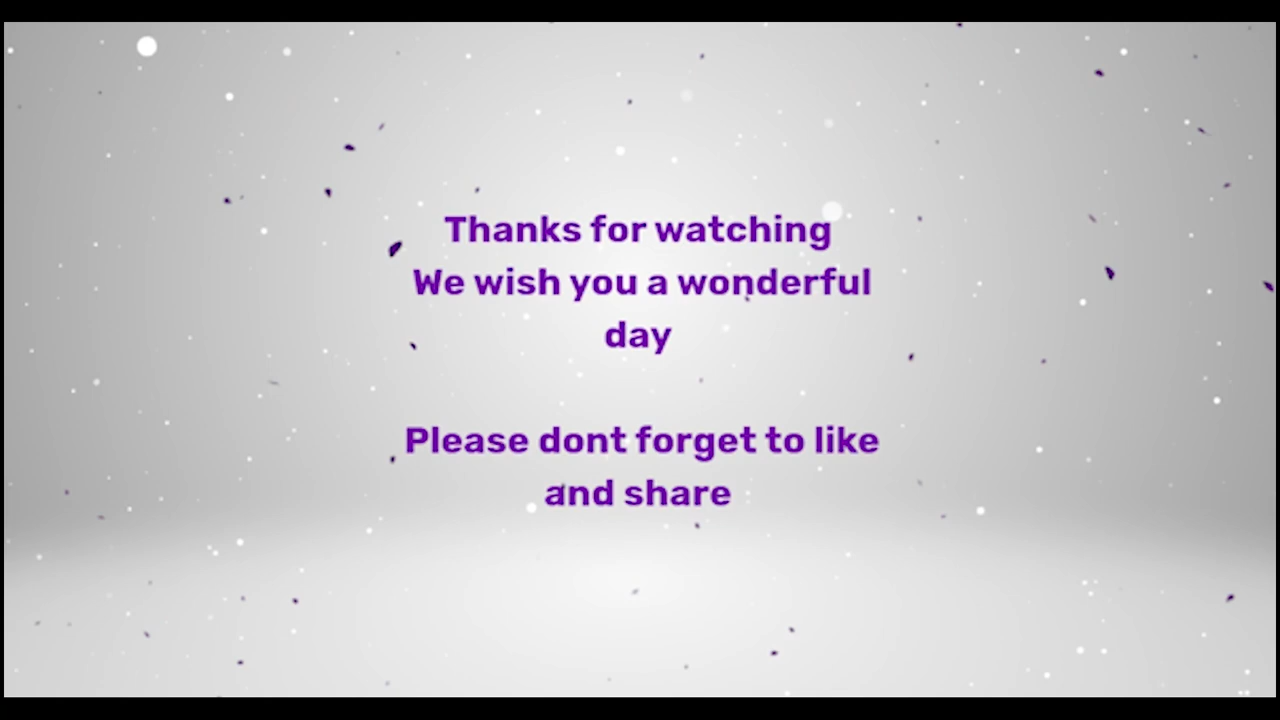 Thanks for watching
We wish you a wonderful
day
Please dont forget to like
and share